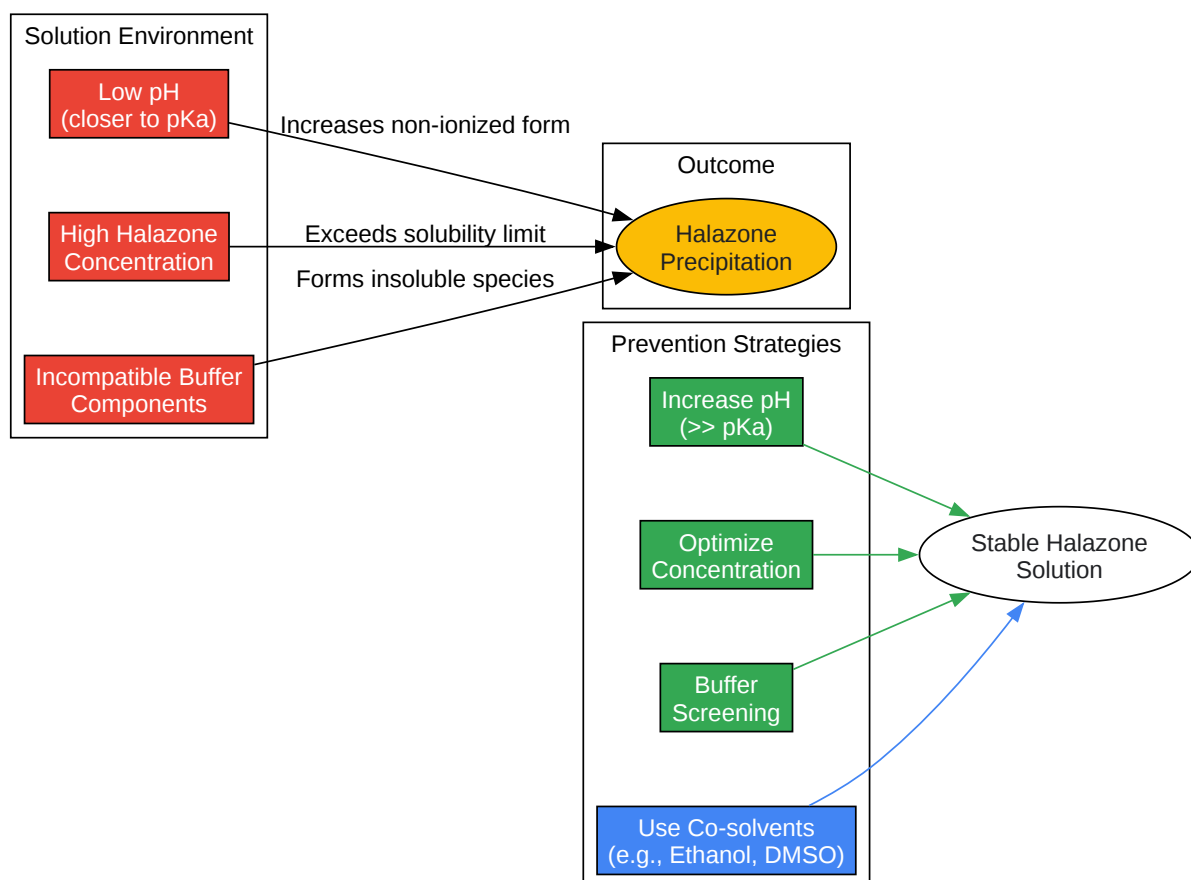 Solution Environment
Low pH
(closer to pKa)
Increases non-ionized form
High Halazone
Concentration
Exceeds solubility limit
Incompatible Buffer
Components
Forms insoluble species
Outcome
Halazone
Precipitation
Prevention Strategies
Increase pH
(>> pKa)
Optimize
Concentration
Buffer
Screening
Use Co-solvents
(e.g., Ethanol, DMSO)
Stable Halazone
Solution